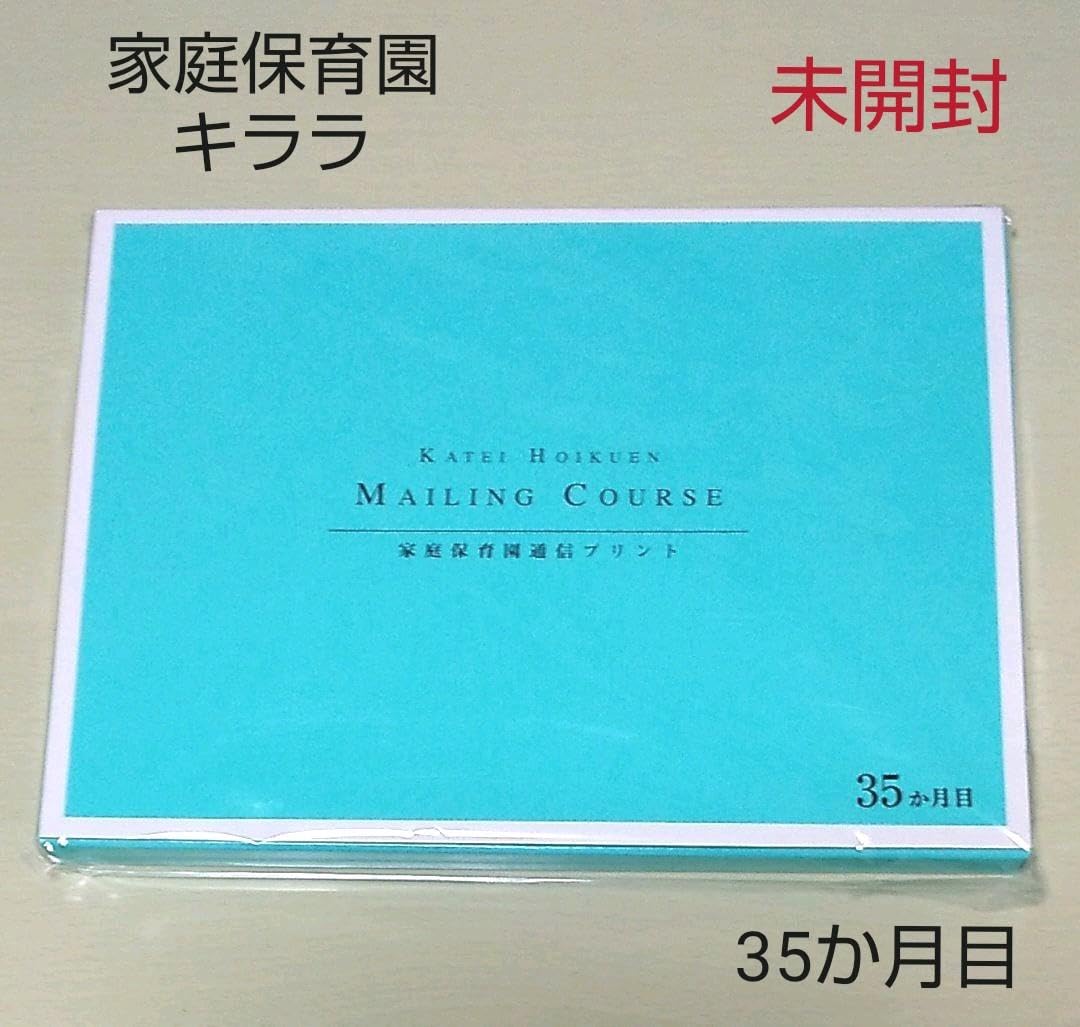 家庭保育園
キララ
未開封
KATEI HOIKUEN
MAILING COURSE
家庭保育園通信プリント
35か月目
35か月目